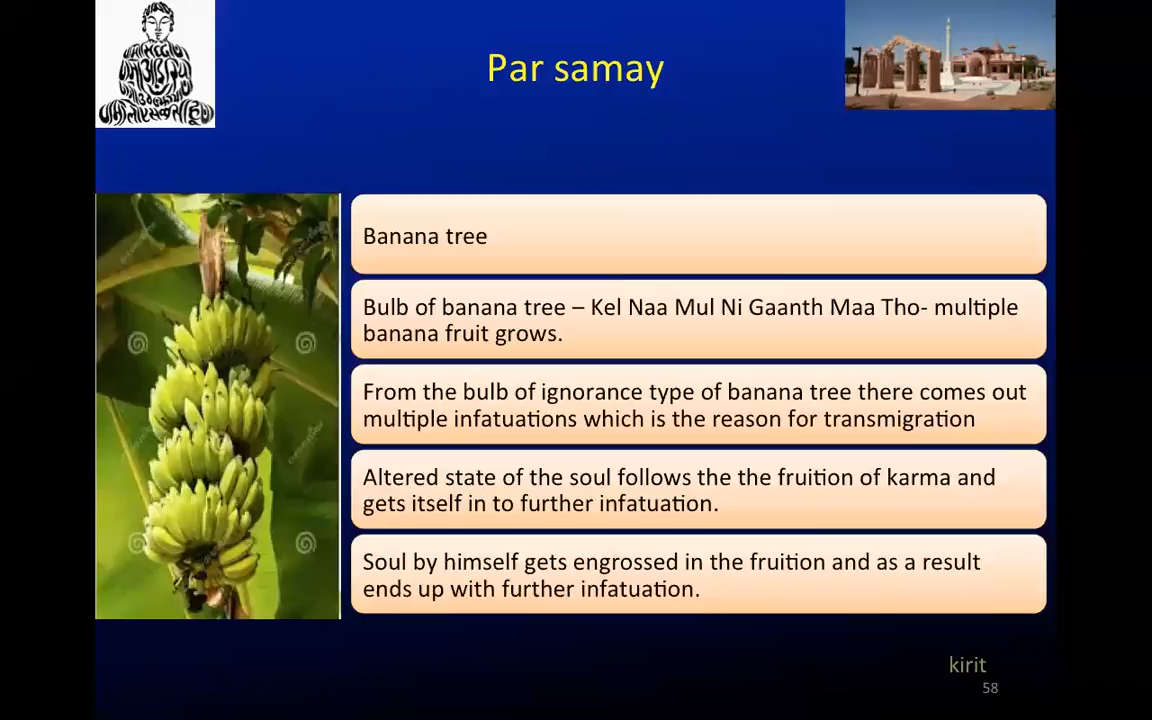 Par samay
Banana tree
Bulb of banana tree – Kel Naa Mul Ni Gaanth Maa Tho- multiple
banana fruit grows.
From the bulb of ignorance type of banana tree there comes out
multiple infatuations which is the reason for transmigration
Altered state of the soul follows the the fruition of karma and
gets itself in to further infatuation.
Soul by himself gets engrossed in the fruition and as a result
ends up with further infatuation.
kirit
58